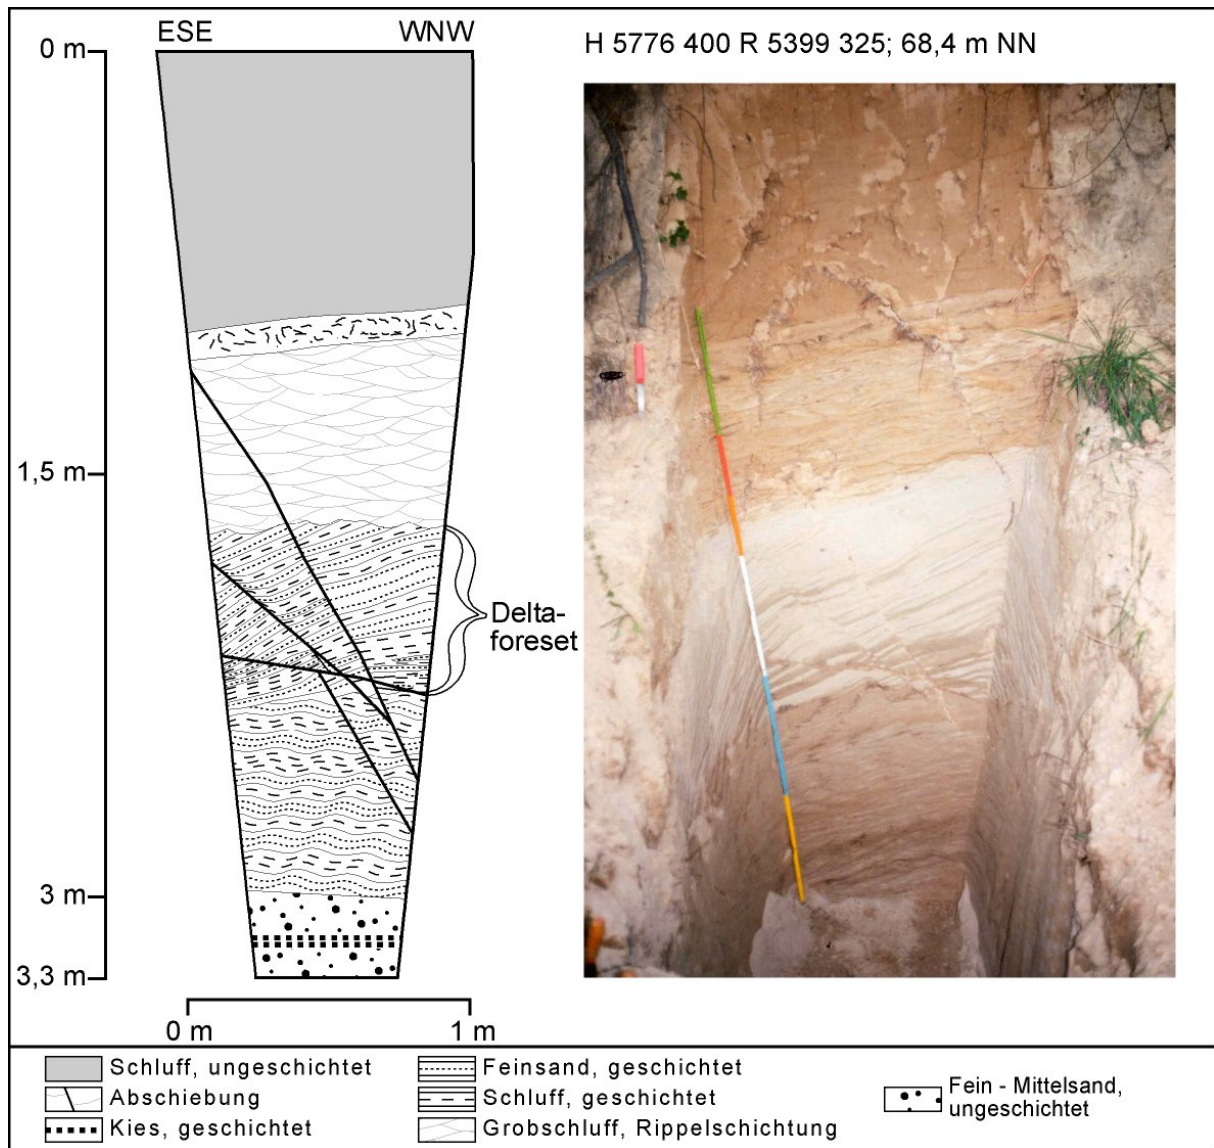 ESE WNW
H 5776 400 R 5399 325; 68,4 m NN
0 m
1,5 m
Delta-
foreset
3 m
3,3 m
0 m 1 m
Schluff, ungeschichtet
Abschiebung
Kies, geschichtet
Feinsand, geschichtet
Schluff, geschichtet
Grobschluff, Rippelschichtung
Fein - Mittelsand,
ungeschichtet